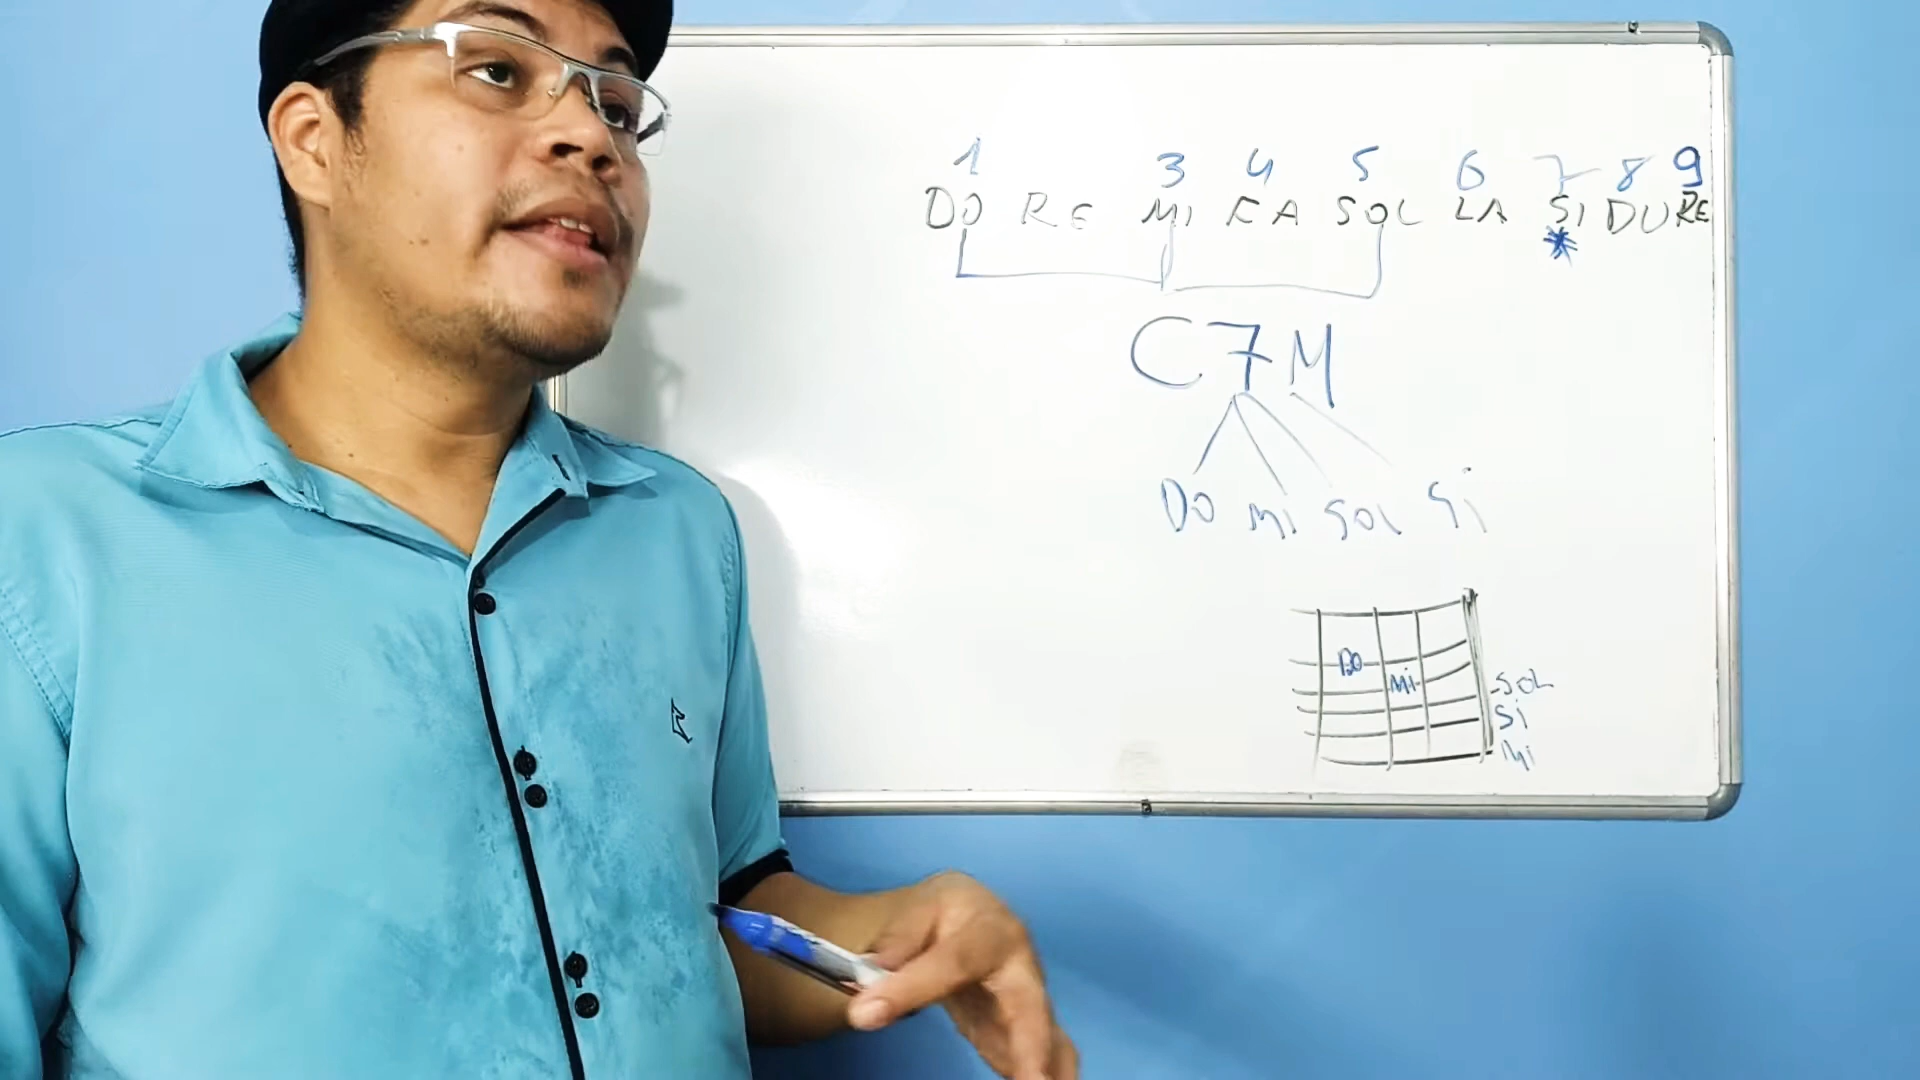 1 3 4 5 6 7 8 9
DO RE MI FA SOL LA SI DO RE
*
C7M
DO Mi SOL Si
DO
Mi
SOL
Si
Mi